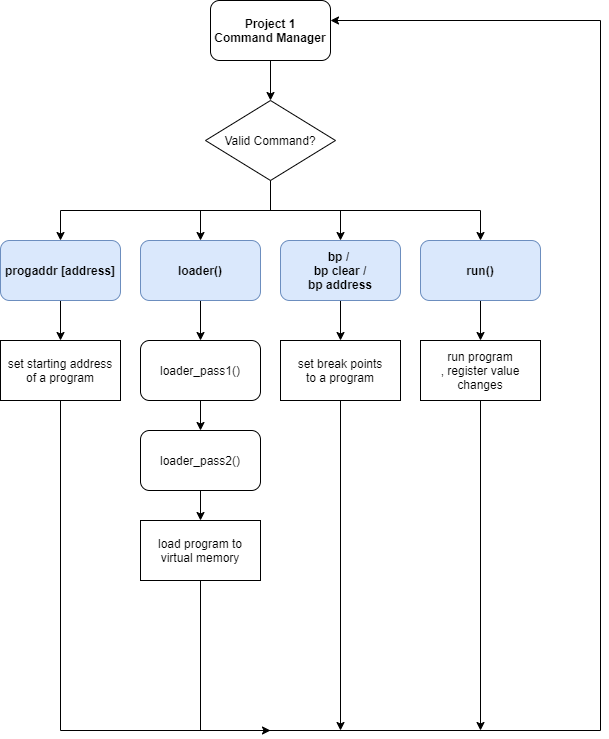 Project 1
Command Manager
Valid Command?
progaddr [address]
loader()
bp /
bp clear /
bp address
run()
set starting address
of a program
loader_pass1()
set break points
to a program
run program
, register value
changes
loader_pass2()
load program to
virtual memory